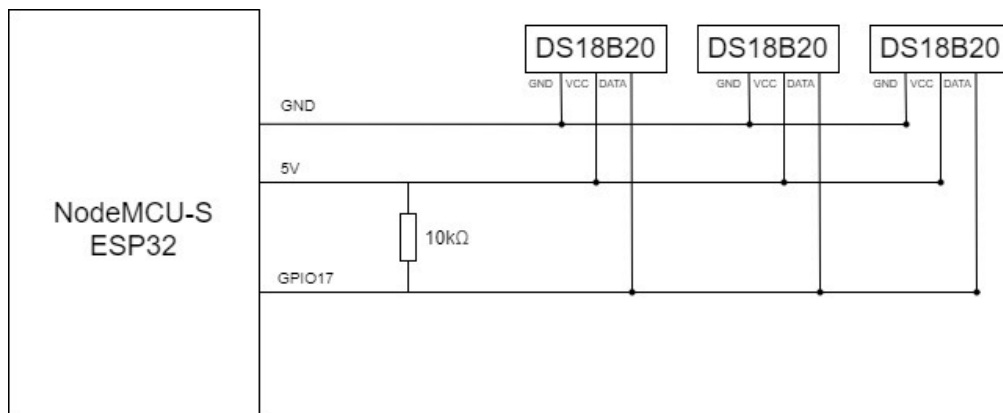 DS18B20 DS18B20 DS18B20
GND VCC DATA GND VCC DATA GND VCC DATA
GND
5V
NodeMCU-S
ESP32
10kΩ
GPIO17